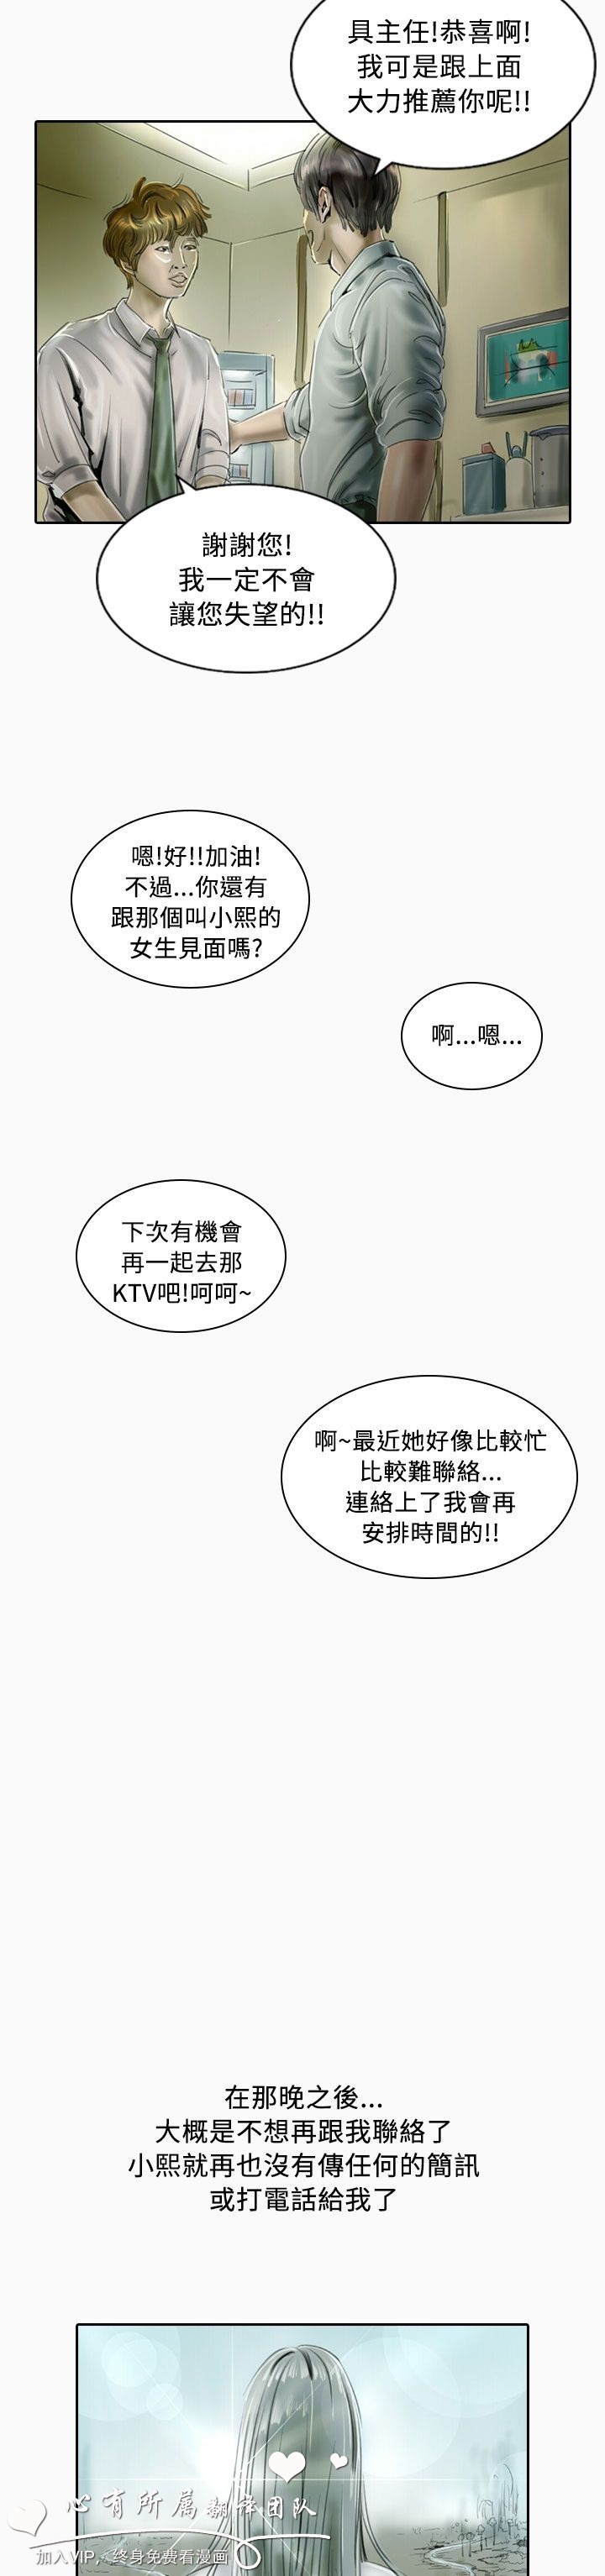 具主任!恭喜啊!
我可是跟上面
大力推薦你呢!!
謝謝您!
我一定不會
讓您失望的!!
嗯!好!!加油!
不過...你還有
跟那個叫小熙的
女生見面嗎?
啊...嗯...
下次有機會
再一起去那
KTV吧!呵呵~
啊~最近她好像比較忙
比較難聯絡...
連絡上了我會再
安排時間的!!
在那晚之後...
大概是不想再跟我聯絡了
小熙就再也沒有傳任何的簡訊
或打電話給我了
心有所属翻译团队
加入VIP，终身免费看漫画